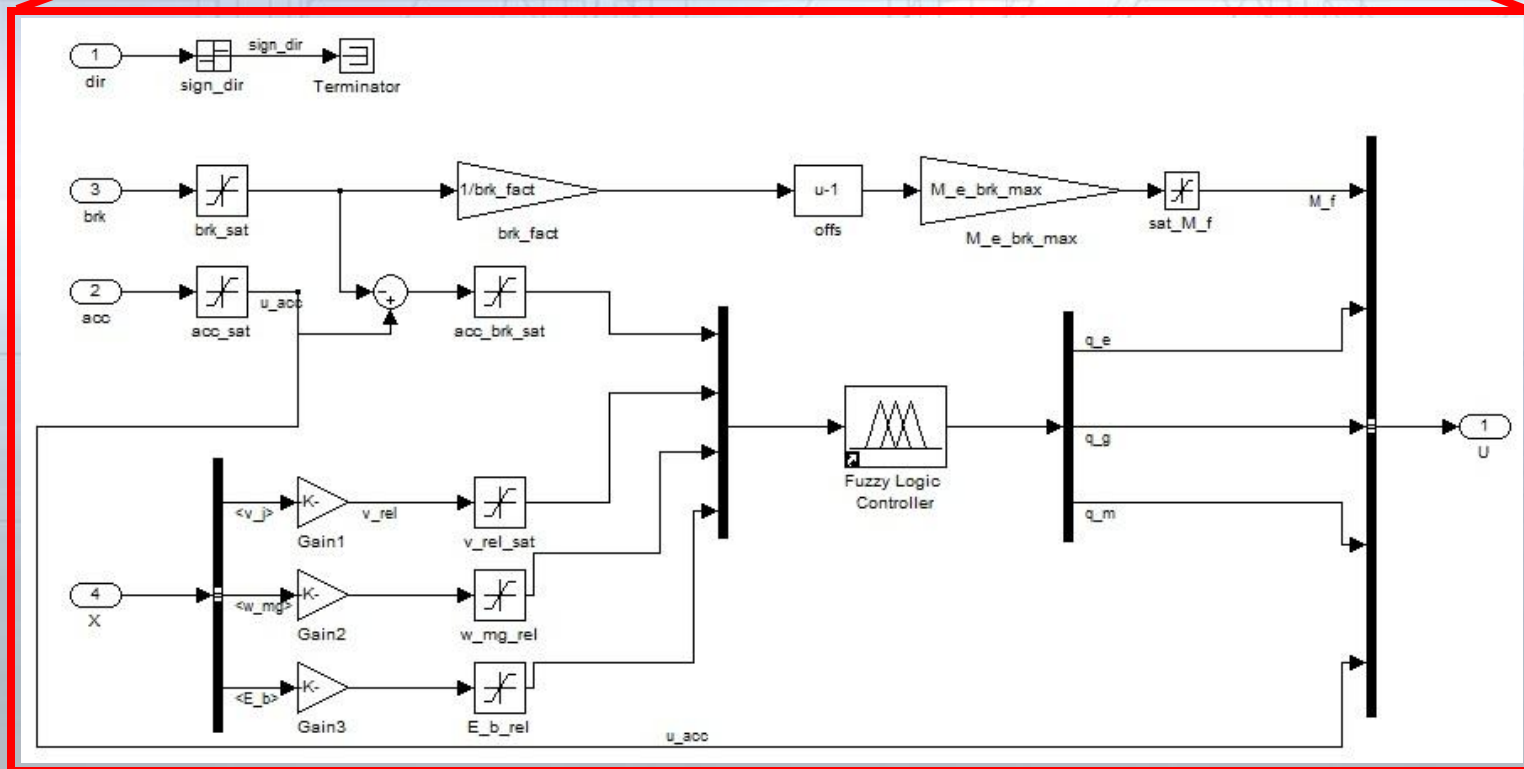 1
dir
sign_dir
sign_dir
Terminator
3
brk
brk_sat
1/brk_fact
brk_fact
u-1
offs
M_e_brk_max
M_e_brk_max
sat_M_f
M_f
2
acc
acc_sat
u_acc
-
+
acc_brk_sat
q_e
q_g
q_m
Fuzzy Logic
Controller
1
U
4
X
<v_j>
-K-
Gain1
v_rel
v_rel_sat
<w_mg>
-K-
Gain2
w_mg_rel
<E_b>
-K-
Gain3
E_b_rel
u_acc